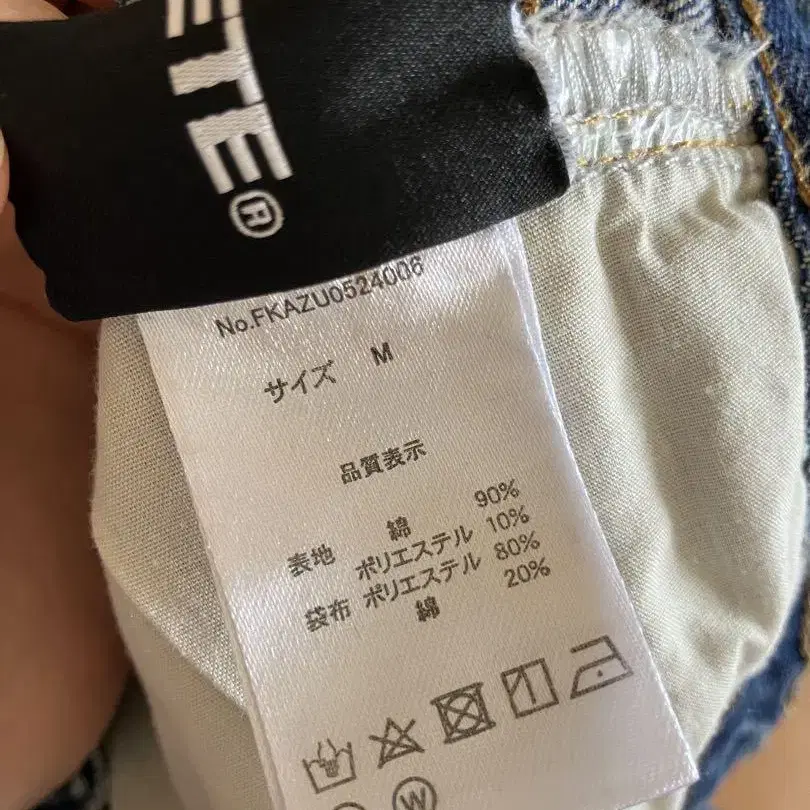 ETE®
No.FKAZU0524006
サイズ M
品質表示
表地 綿 90%
ポリエステル 10%
袋布 ポリエステル 80%
綿 20%
W